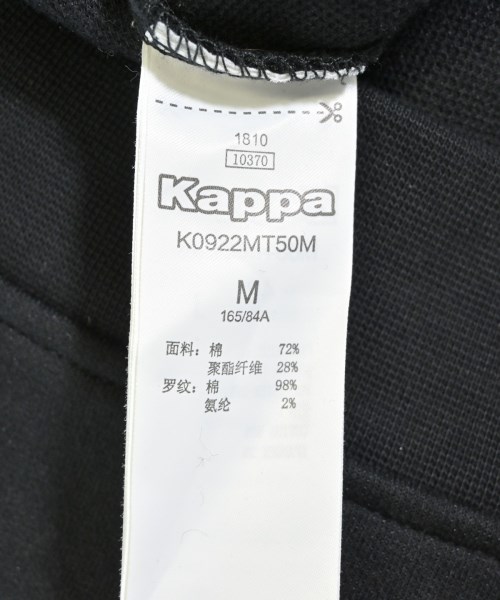 1810
10370
Kappa
K0922MT50M
M
165/84A
面料：棉 72%
聚酯纤维 28%
罗纹：棉 98%
氨纶 2%